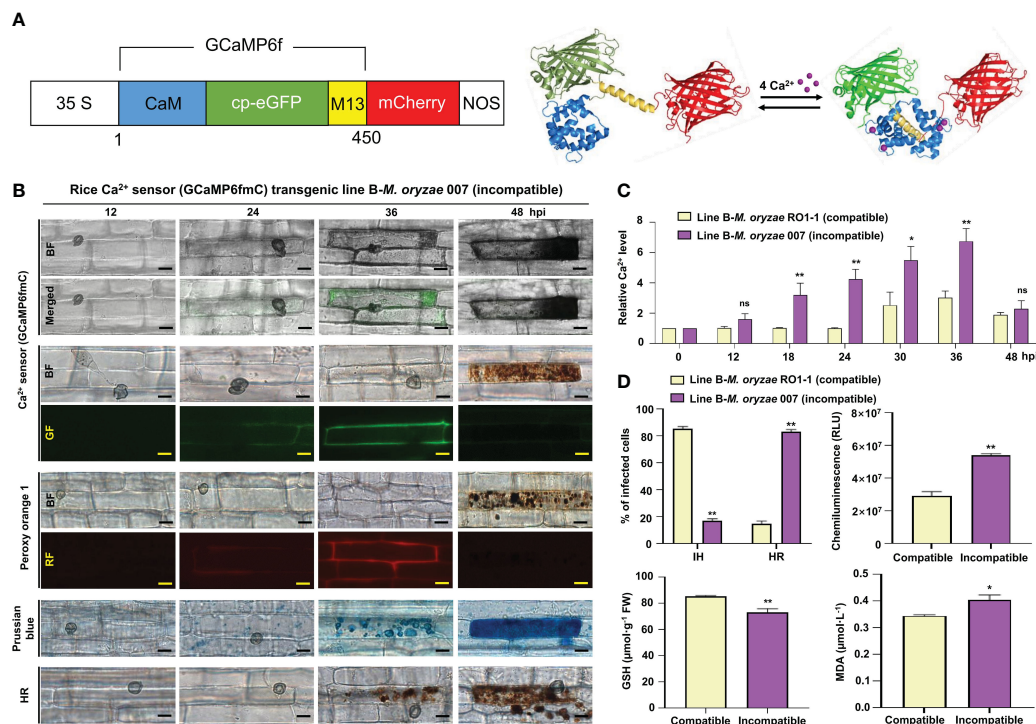 A
GCaMP6f
35 S
CaM
cp-eGFP
M13
mCherry
NOS
1
450
4 Ca²⁺
B
Rice Ca²⁺ sensor (GCaMP6fmC) transgenic line B-M. oryzae 007 (incompatible)
12
24
36
48 hpi
Ca²⁺ sensor (GCaMP6fmC)
BF
Merged
BF
GF
Peroxy orange 1
BF
RF
Prussian
blue
HR
C
Line B-M. oryzae RO1-1 (compatible)
Line B-M. oryzae 007 (incompatible)
Relative Ca²⁺ level
8
6
4
2
0
ns
**
**
*
**
ns
0
12
18
24
30
36
48 hpi
D
Line B-M. oryzae RO1-1 (compatible)
Line B-M. oryzae 007 (incompatible)
% of infected cells
100
80
60
40
20
0
**
**
IH
HR
Chemiluminescence (RLU)
8×10⁷
6×10⁷
4×10⁷
2×10⁷
0
**
Compatible
Incompatible
GSH (μmol·g⁻¹ FW)
100
80
60
40
20
0
**
Compatible
Incompatible
MDA (μmol·L⁻¹)
0.5
0.4
0.3
0.2
0.1
0.0
*
Compatible
Incompatible